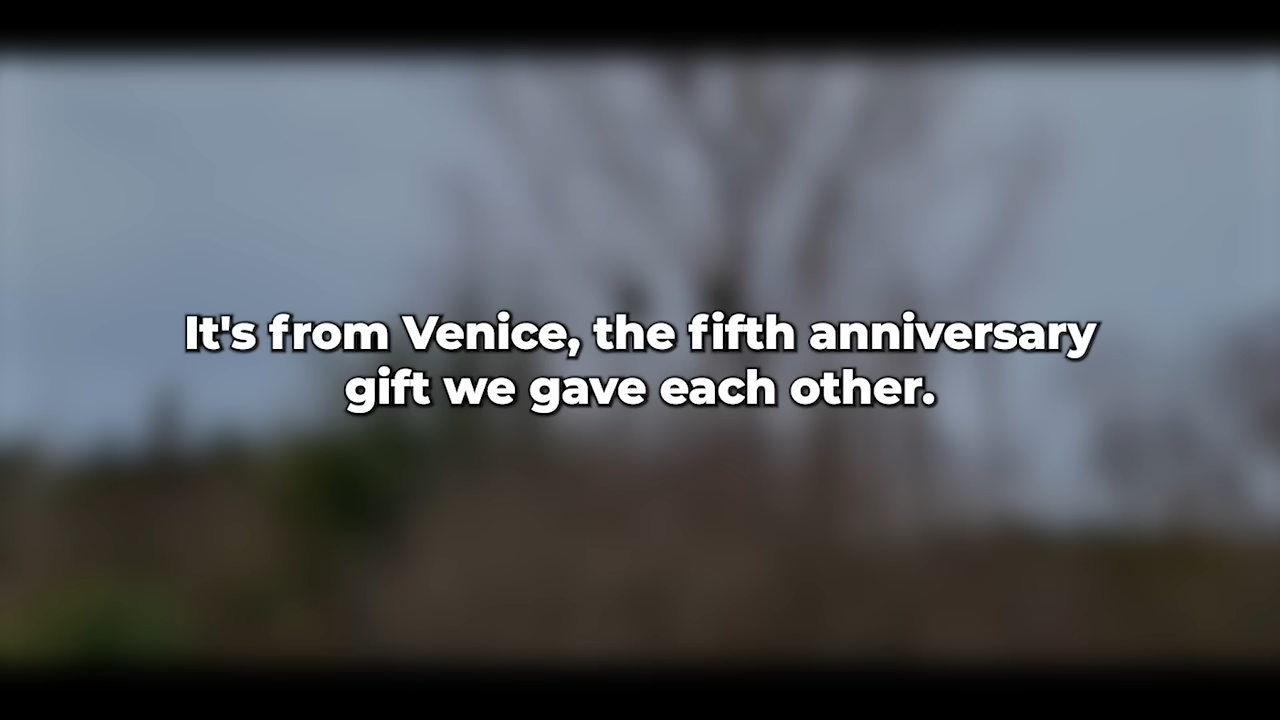 It's from Venice, the fifth anniversary
gift we gave each other.